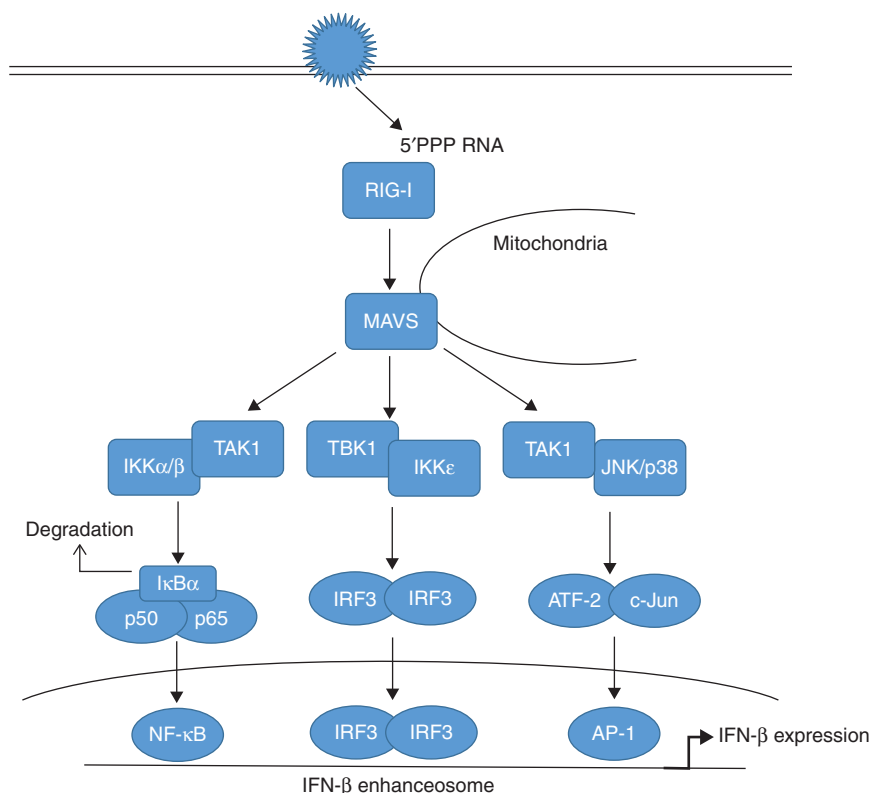 5′PPP RNA
RIG-I
Mitochondria
MAVS
IKKα/β
TAK1
TBK1
IKKε
TAK1
JNK/p38
Degradation
IκBα
p50
p65
IRF3
IRF3
ATF-2
c-Jun
NF-κB
IRF3
IRF3
AP-1
IFN-β expression
IFN-β enhanceosome